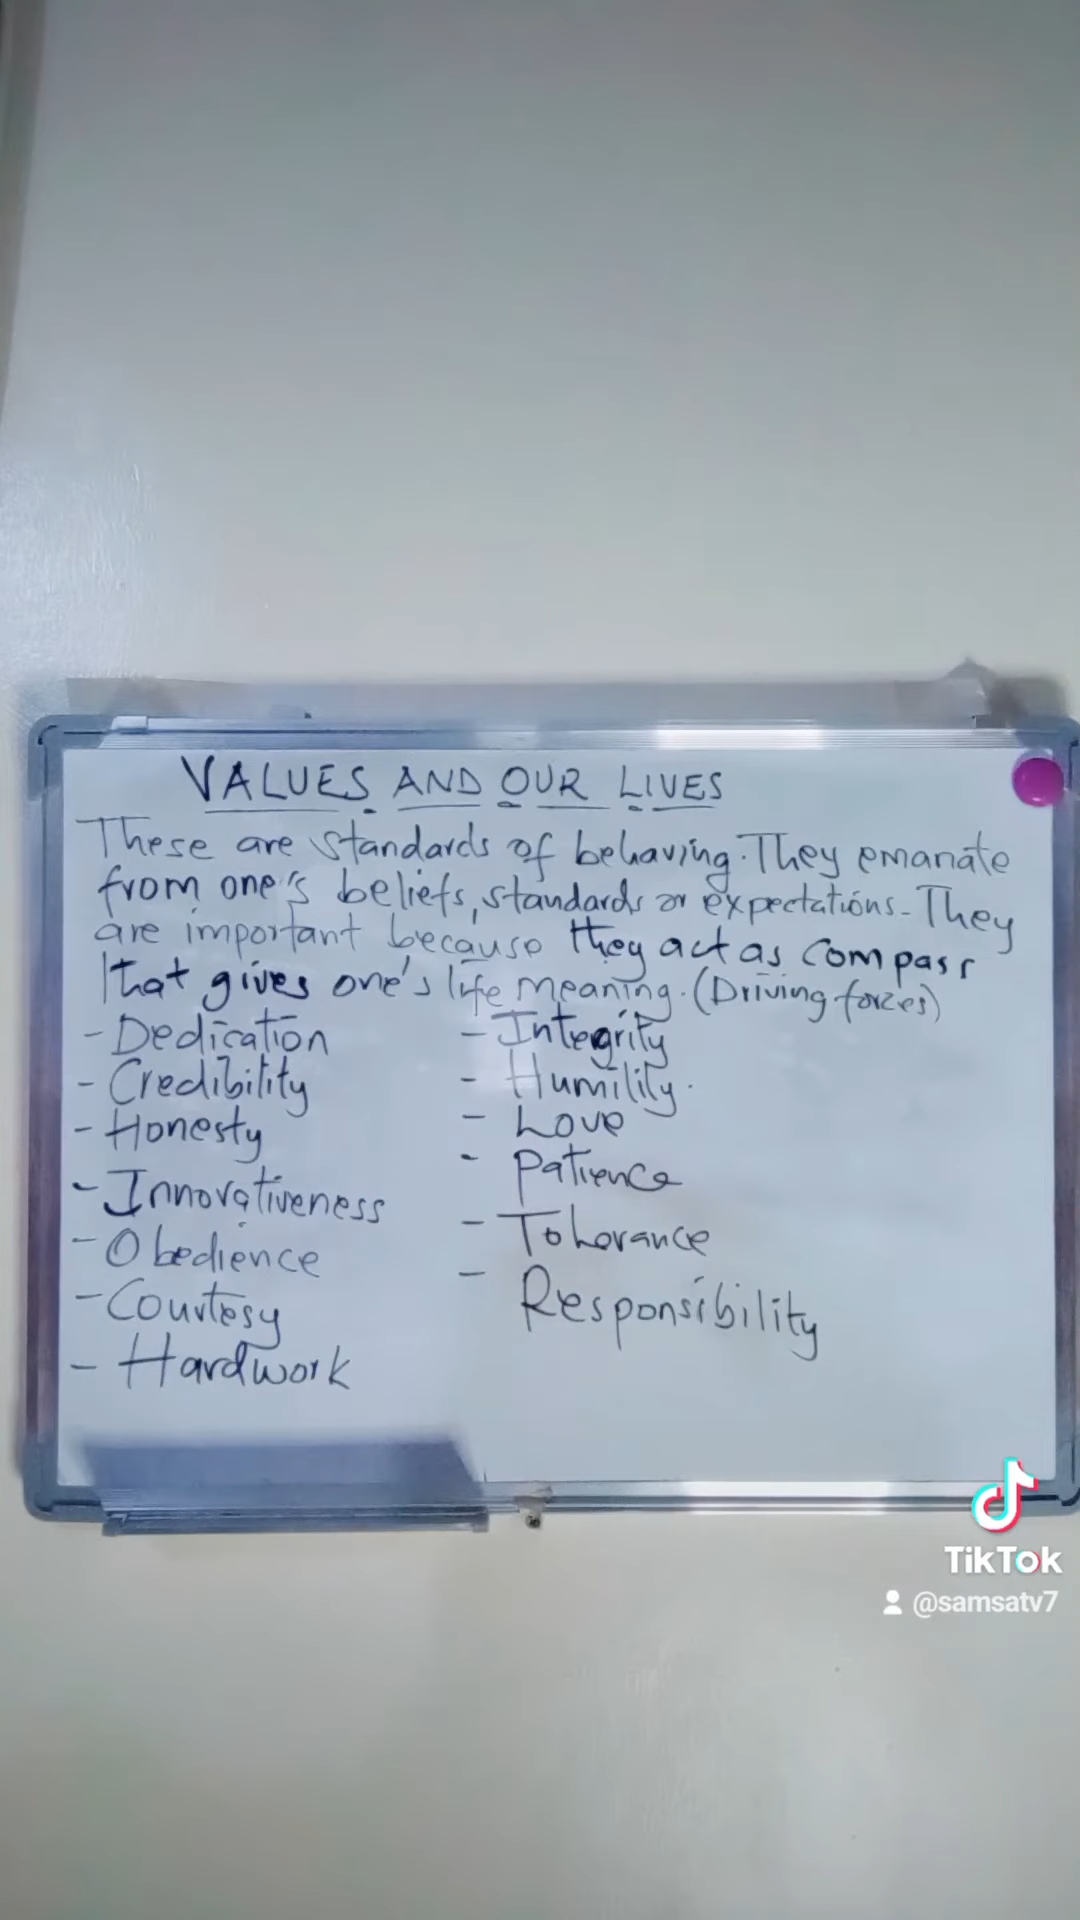 VALUES AND OUR LIVES
These are standards of behaving. They emanate
from one's beliefs, standards or expectations. They
are important because they act as compass
that gives one's life meaning. (Driving forces)
- Dedication
- Credibility
- Honesty
- Innovativeness
- Obedience
- Courtesy
- Hardwork
- Integrity
- Humility.
- Love
- Patience
- Tolerance
- Responsibility
TikTok
@samsatv7